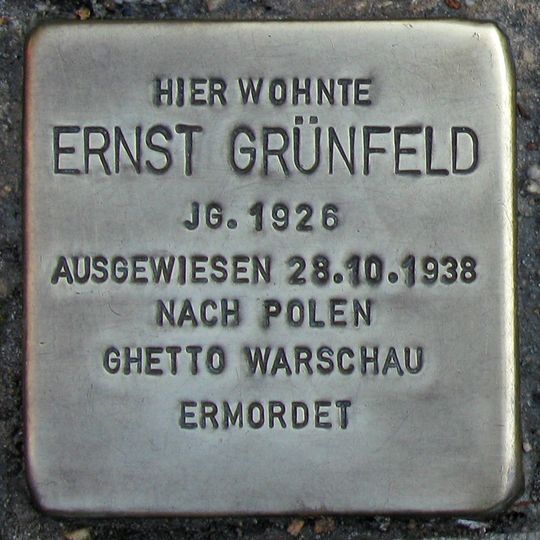 HIER WOHNTE
ERNST GRÜNFELD
JG. 1926
AUSGEWIESEN 28.10.1938
NACH POLEN
GHETTO WARSCHAU
ERMORDET